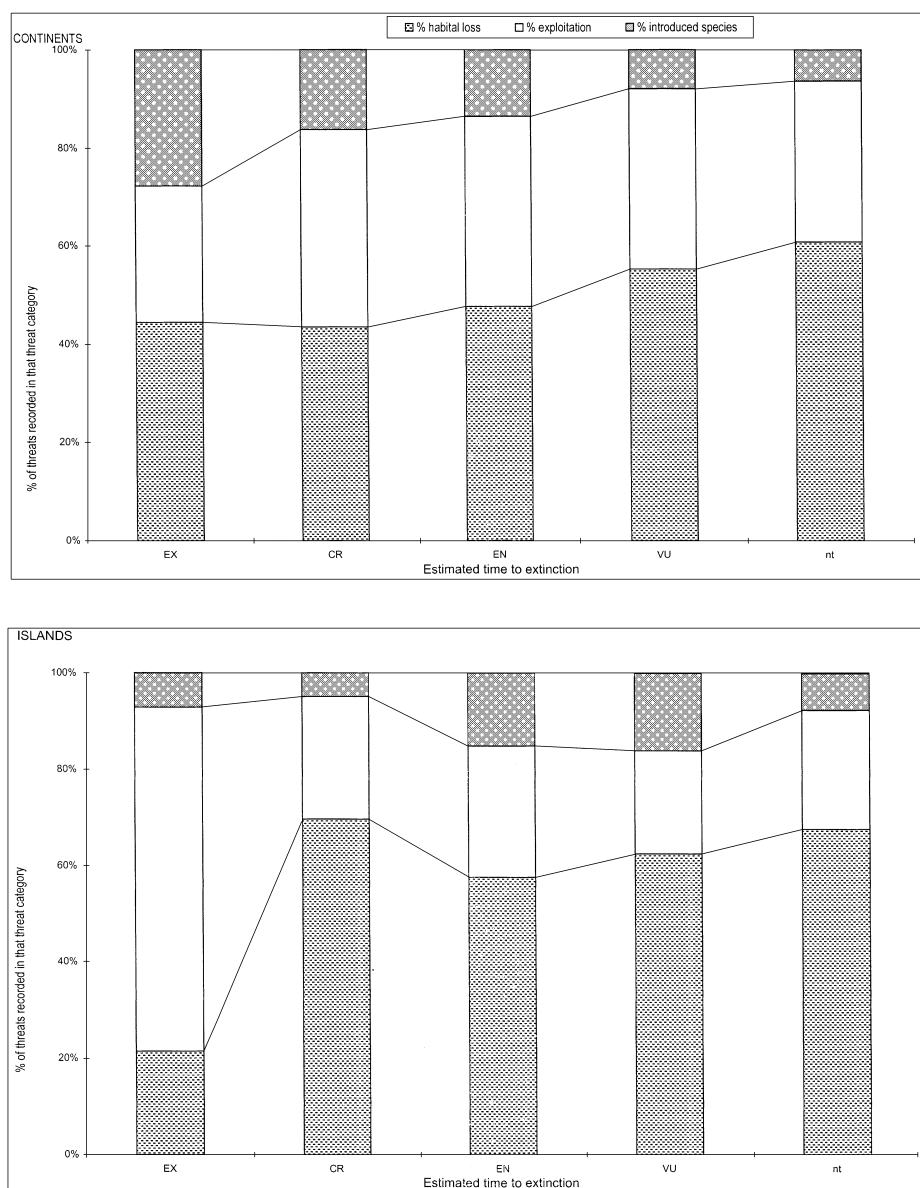 % habital loss % exploitation % introduced species
CONTINENTS
100%
80%
60%
40%
20%
0%
% of threats recorded in that threat category
EX CR EN VU nt
Estimated time to extinction
ISLANDS
100%
80%
60%
40%
20%
0%
% of threats recorded in that threat category
EX CR EN VU nt
Estimated time to extinction